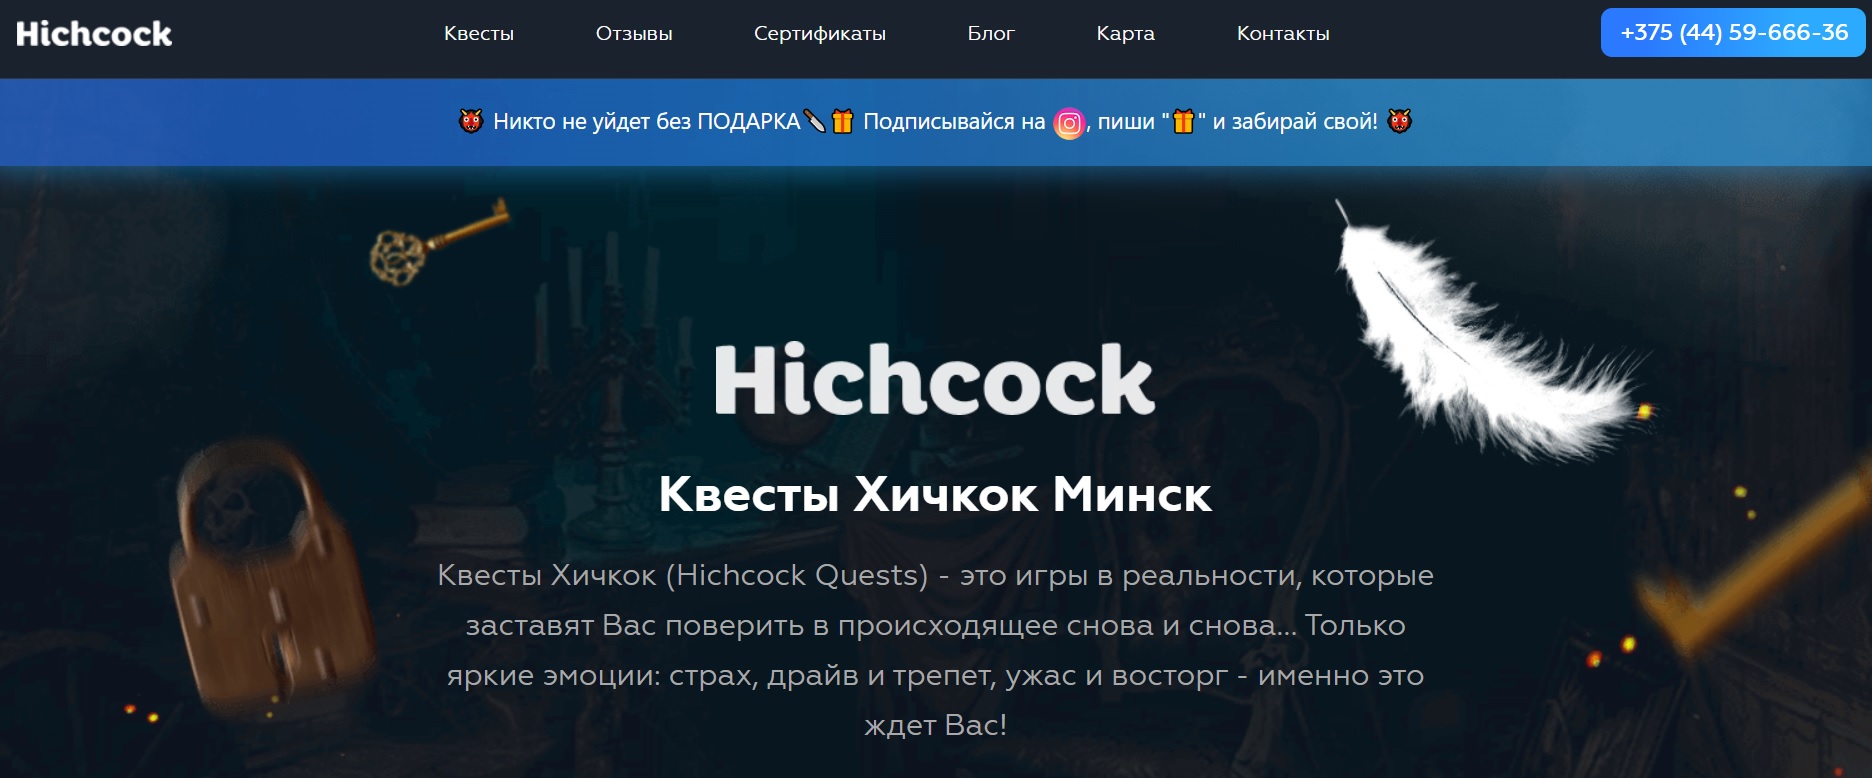 Hichcock
Квесты Отзывы Сертификаты Блог Карта Контакты
+375 (44) 59-666-36
👹 Никто не уйдет без ПОДАРКА🔪🎁 Подписывайся на , пиши "🎁" и забирай свой! 👹
Hichcock
Квесты Хичкок Минск
Квесты Хичкок (Hichcock Quests) - это игры в реальности, которые
заставят Вас поверить в происходящее снова и снова... Только
яркие эмоции: страх, драйв и трепет, ужас и восторг - именно это
ждет Вас!